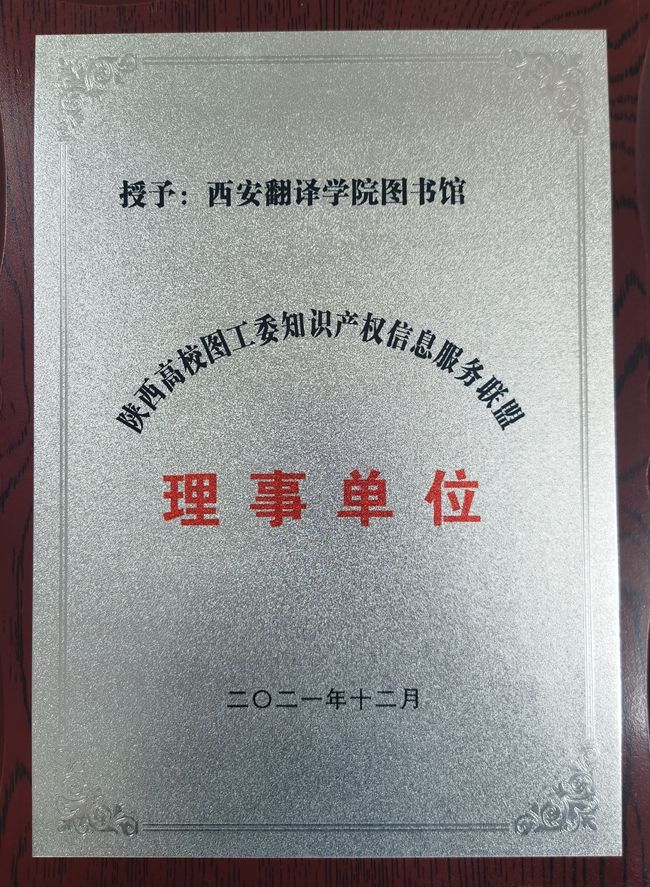 授予：西安翻译学院图书馆
陕西高校图工委知识产权信息服务联盟
理事单位
二〇二一年十二月